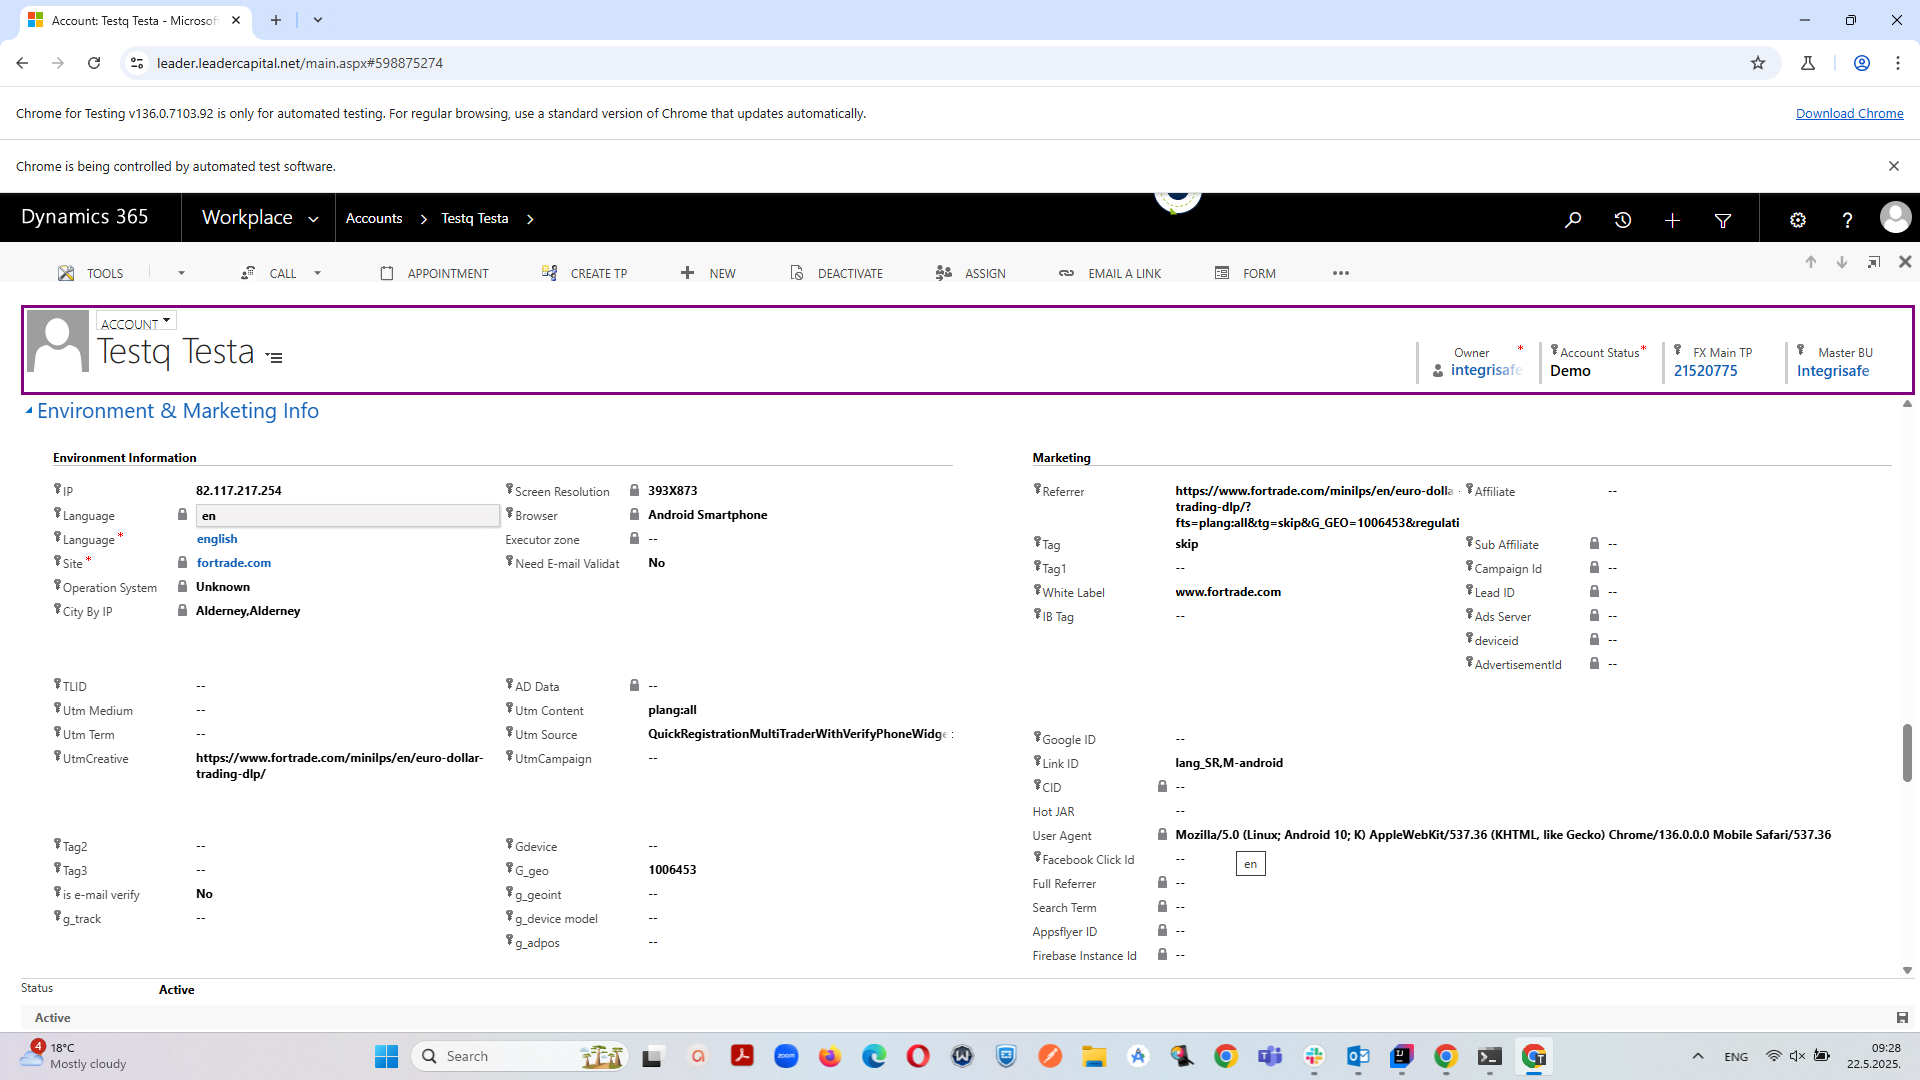 Account: Testq Testa - Microsof
leader.leadercapital.net/main.aspx#598875274
Chrome for Testing v136.0.7103.92 is only for automated testing. For regular browsing, use a standard version of Chrome that updates automatically.
Download Chrome
Chrome is being controlled by automated test software.
Dynamics 365
Workplace
Accounts
Testq Testa
TOOLS
CALL
APPOINTMENT
CREATE TP
NEW
DEACTIVATE
ASSIGN
EMAIL A LINK
FORM
ACCOUNT
Testq Testa
Owner *
integrisafe
Account Status *
Demo
FX Main TP
21520775
Master BU
Integrisafe
Environment & Marketing Info
Environment Information
IP 82.117.217.254
Language en
Language * english
Site * fortrade.com
Operation System Unknown
City By IP Alderney,Alderney
Screen Resolution 393X873
Browser Android Smartphone
Executor zone --
Need E-mail Validat No
TLID --
Utm Medium --
Utm Term --
UtmCreative https://www.fortrade.com/minilps/en/euro-dollar-
trading-dlp/
AD Data --
Utm Content plang:all
Utm Source QuickRegistrationMultiTraderWithVerifyPhoneWidge
UtmCampaign --
Tag2 --
Tag3 --
is e-mail verify No
g_track --
Gdevice --
G_geo 1006453
g_geoint --
g_device model --
g_adpos --
Marketing
Referrer https://www.fortrade.com/minilps/en/euro-dolla
trading-dlp/?
fts=plang:all&tg=skip&G_GEO=1006453&regulati
Tag skip
Tag1 --
White Label www.fortrade.com
IB Tag --
Affiliate --
Sub Affiliate --
Campaign Id --
Lead ID --
Ads Server --
deviceid --
AdvertisementId --
Google ID --
Link ID lang_SR,M-android
CID --
Hot JAR --
User Agent Mozilla/5.0 (Linux; Android 10; K) AppleWebKit/537.36 (KHTML, like Gecko) Chrome/136.0.0.0 Mobile Safari/537.36
Facebook Click Id --
en
Full Referrer --
Search Term --
Appsflyer ID --
Firebase Instance Id --
Status Active
Active
4
18°C
Mostly cloudy
Search
zoom
ENG
09:28
22.5.2025.